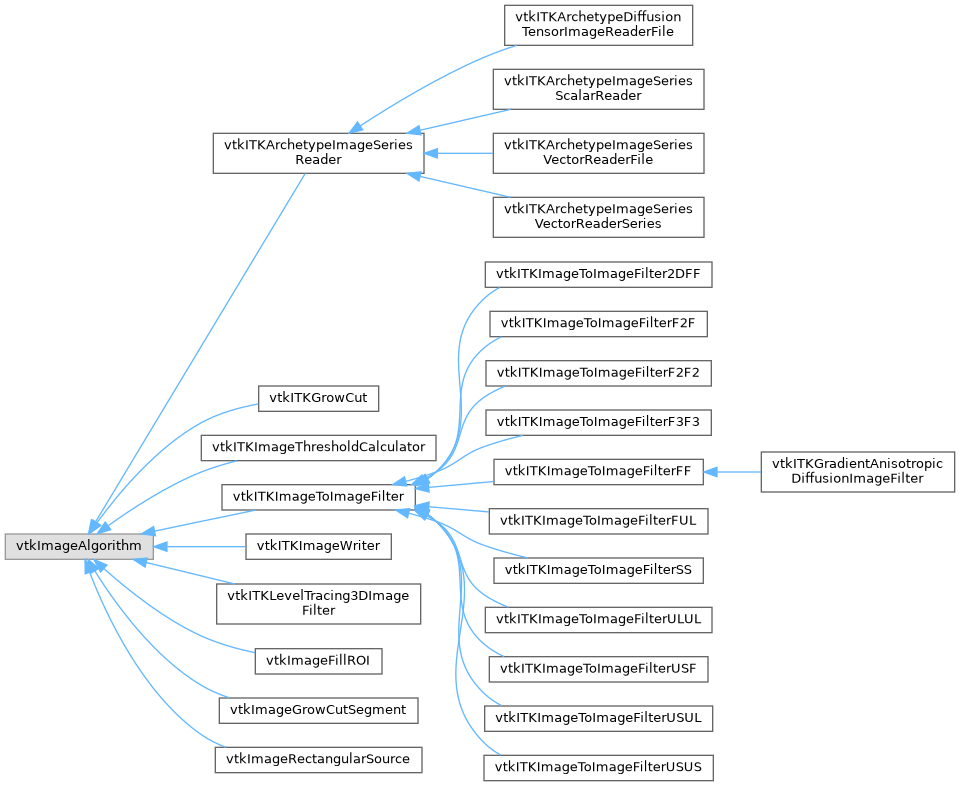 vtkITKArchetypeDiffusion
TensorImageReaderFile
vtkITKArchetypeImageSeries
ScalarReader
vtkITKArchetypeImageSeries
Reader
vtkITKArchetypeImageSeries
VectorReaderFile
vtkITKArchetypeImageSeries
VectorReaderSeries
vtkITKImageToImageFilter2DFF
vtkITKImageToImageFilterF2F
vtkITKImageToImageFilterF2F2
vtkITKGrowCut
vtkITKImageToImageFilterF3F3
vtkITKImageThresholdCalculator
vtkITKImageToImageFilterFF
vtkITKGradientAnisotropic
DiffusionImageFilter
vtkITKImageToImageFilter
vtkITKImageToImageFilterFUL
vtkImageAlgorithm
vtkITKImageWriter
vtkITKImageToImageFilterSS
vtkITKLevelTracing3DImage
Filter
vtkITKImageToImageFilterULUL
vtkImageFillROI
vtkITKImageToImageFilterUSF
vtkImageGrowCutSegment
vtkITKImageToImageFilterUSUL
vtkImageRectangularSource
vtkITKImageToImageFilterUSUS